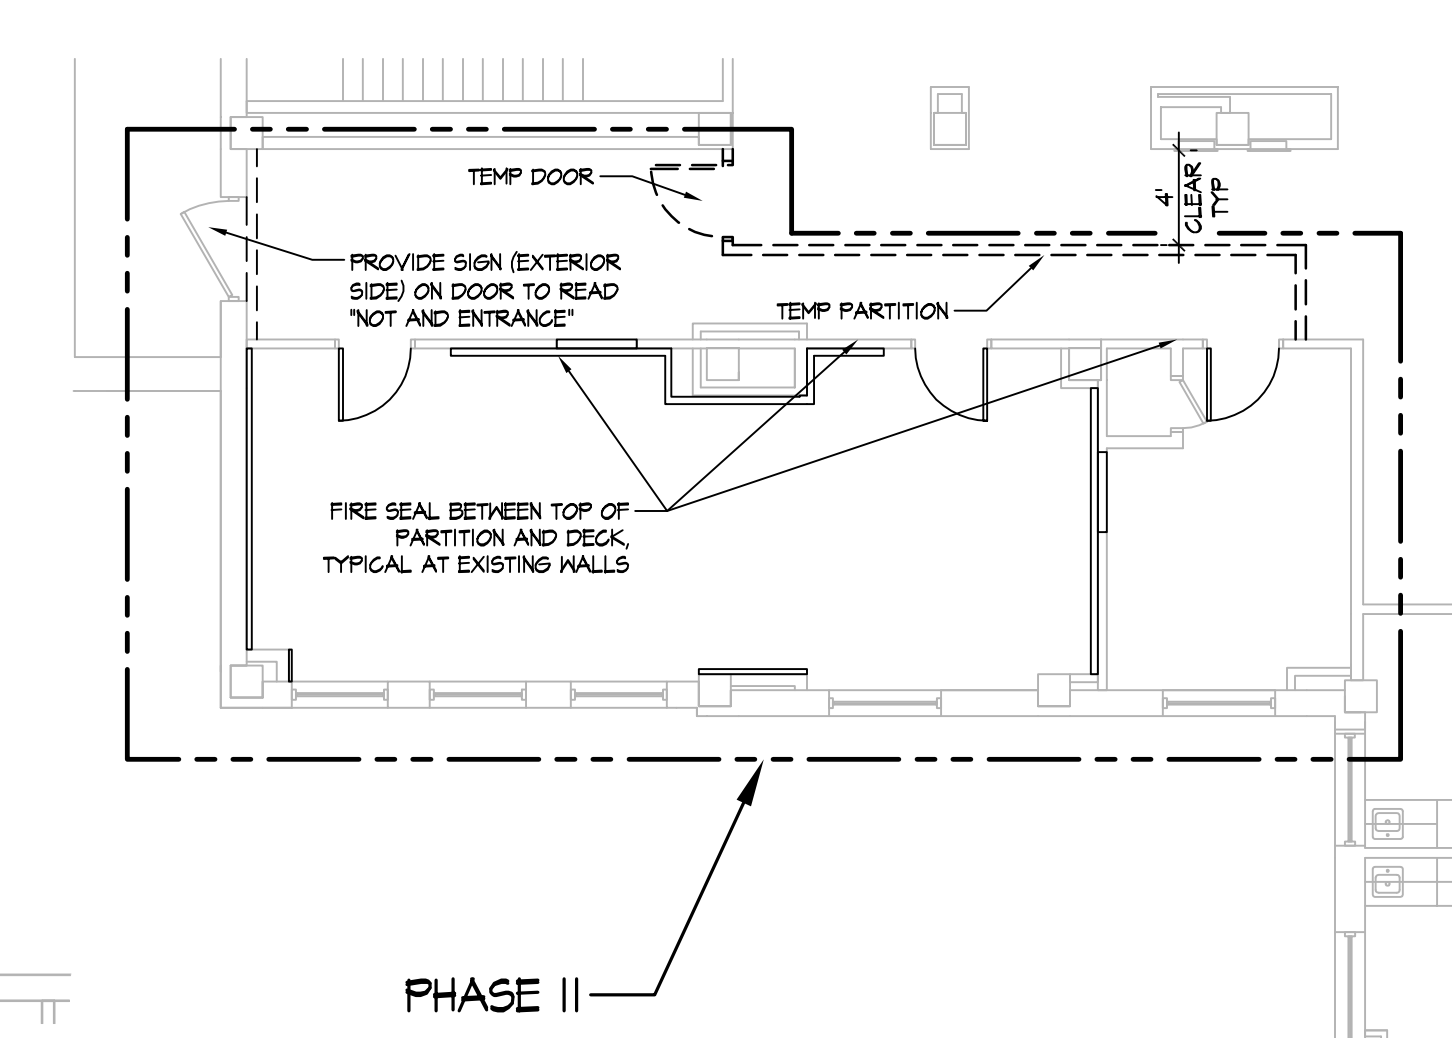 TEMP DOOR
4'
CLEAR
TYP
PROVIDE SIGN (EXTERIOR
SIDE) ON DOOR TO READ
"NOT AND ENTRANCE"
TEMP PARTITION
FIRE SEAL BETWEEN TOP OF
PARTITION AND DECK,
TYPICAL AT EXISTING WALLS
PHASE II